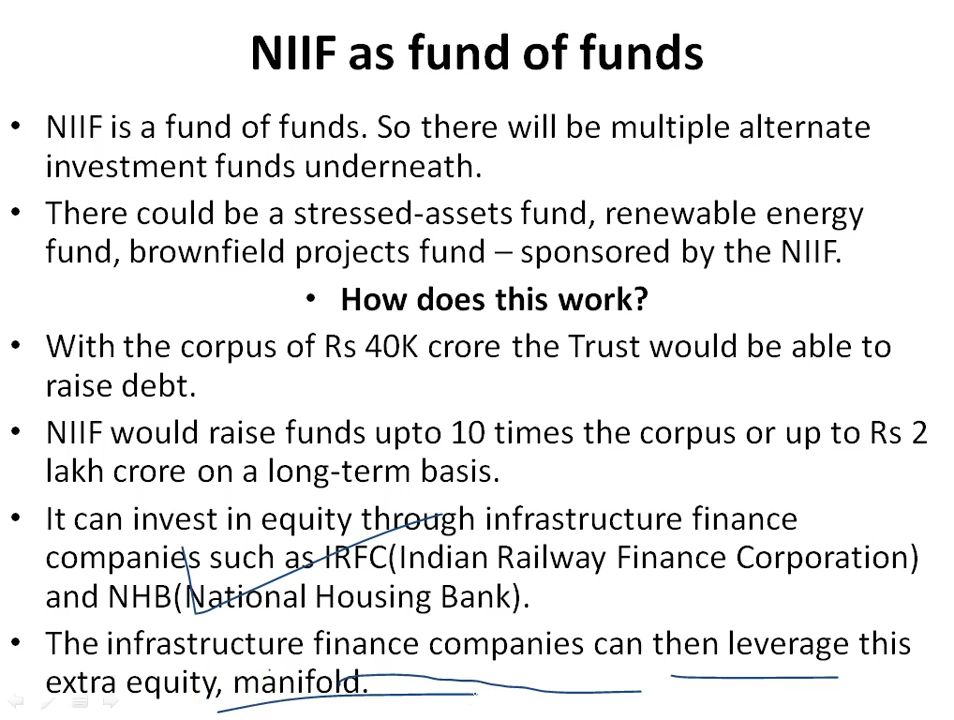 NIIF as fund of funds
• NIIF is a fund of funds. So there will be multiple alternate
investment funds underneath.
• There could be a stressed-assets fund, renewable energy
fund, brownfield projects fund – sponsored by the NIIF.
• How does this work?
• With the corpus of Rs 40K crore the Trust would be able to
raise debt.
• NIIF would raise funds upto 10 times the corpus or up to Rs 2
lakh crore on a long-term basis.
• It can invest in equity through infrastructure finance
companies such as IRFC(Indian Railway Finance Corporation)
and NHB(National Housing Bank).
• The infrastructure finance companies can then leverage this
extra equity, manifold.